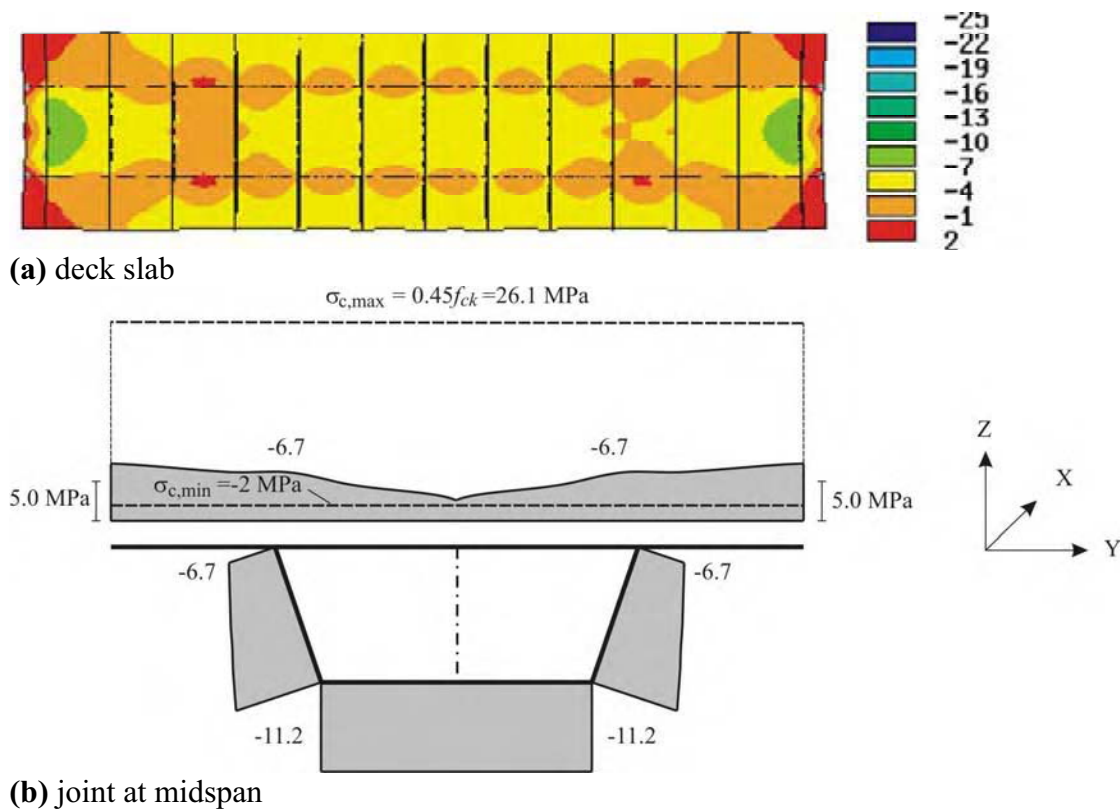 -25
-22
-19
-16
-13
-10
-7
-4
-1
2
(a) deck slab
σc,max = 0.45fck =26.1 MPa
-6.7 -6.7
σc,min =-2 MPa
5.0 MPa 5.0 MPa
Z
X
Y
-6.7 -6.7
-11.2 -11.2
(b) joint at midspan